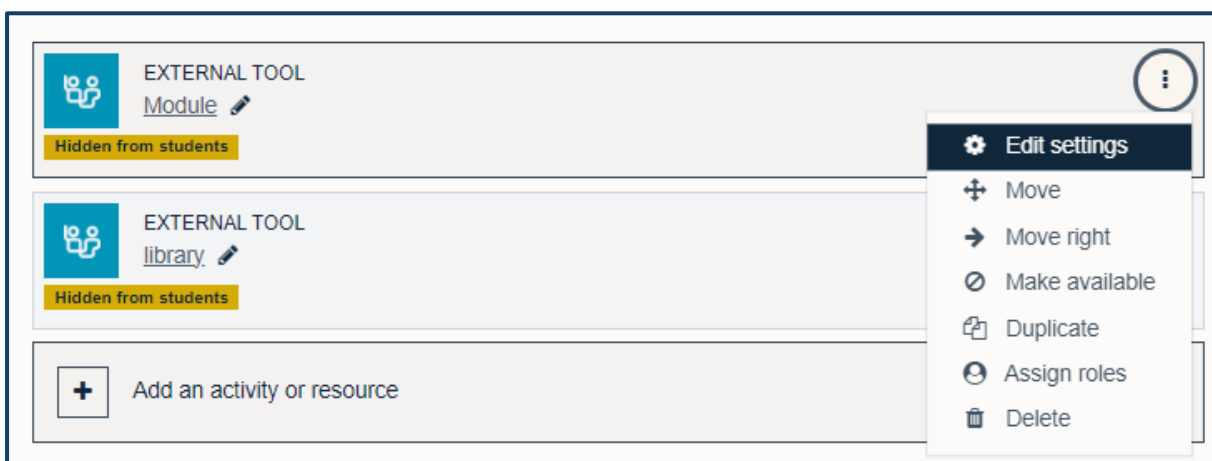 EXTERNAL TOOL
Module
Hidden from students
Edit settings
Move
EXTERNAL TOOL
library
Move right
Make available
Hidden from students
Duplicate
Add an activity or resource
Assign roles
Delete